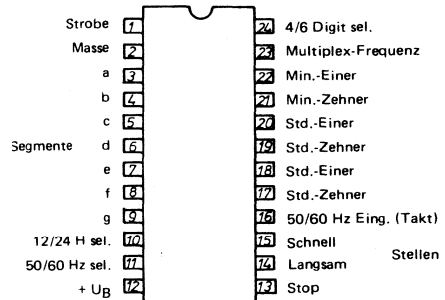 Strobe 1 24 4/6 Digit sel.
Masse 2 23 Multiplex-Frequenz
a 3 22 Min.-Einer
b 4 21 Min.-Zehner
c 5 20 Std.-Einer
Segmente d 6 19 Std.-Zehner
e 7 18 Std.-Einer
f 8 17 Std.-Zehner
g 9 16 50/60 Hz Eing. (Takt)
12/24 H sel. 10 15 Schnell
Stellen
50/60 Hz sel. 11 14 Langsam
+ UB 12 13 Stop